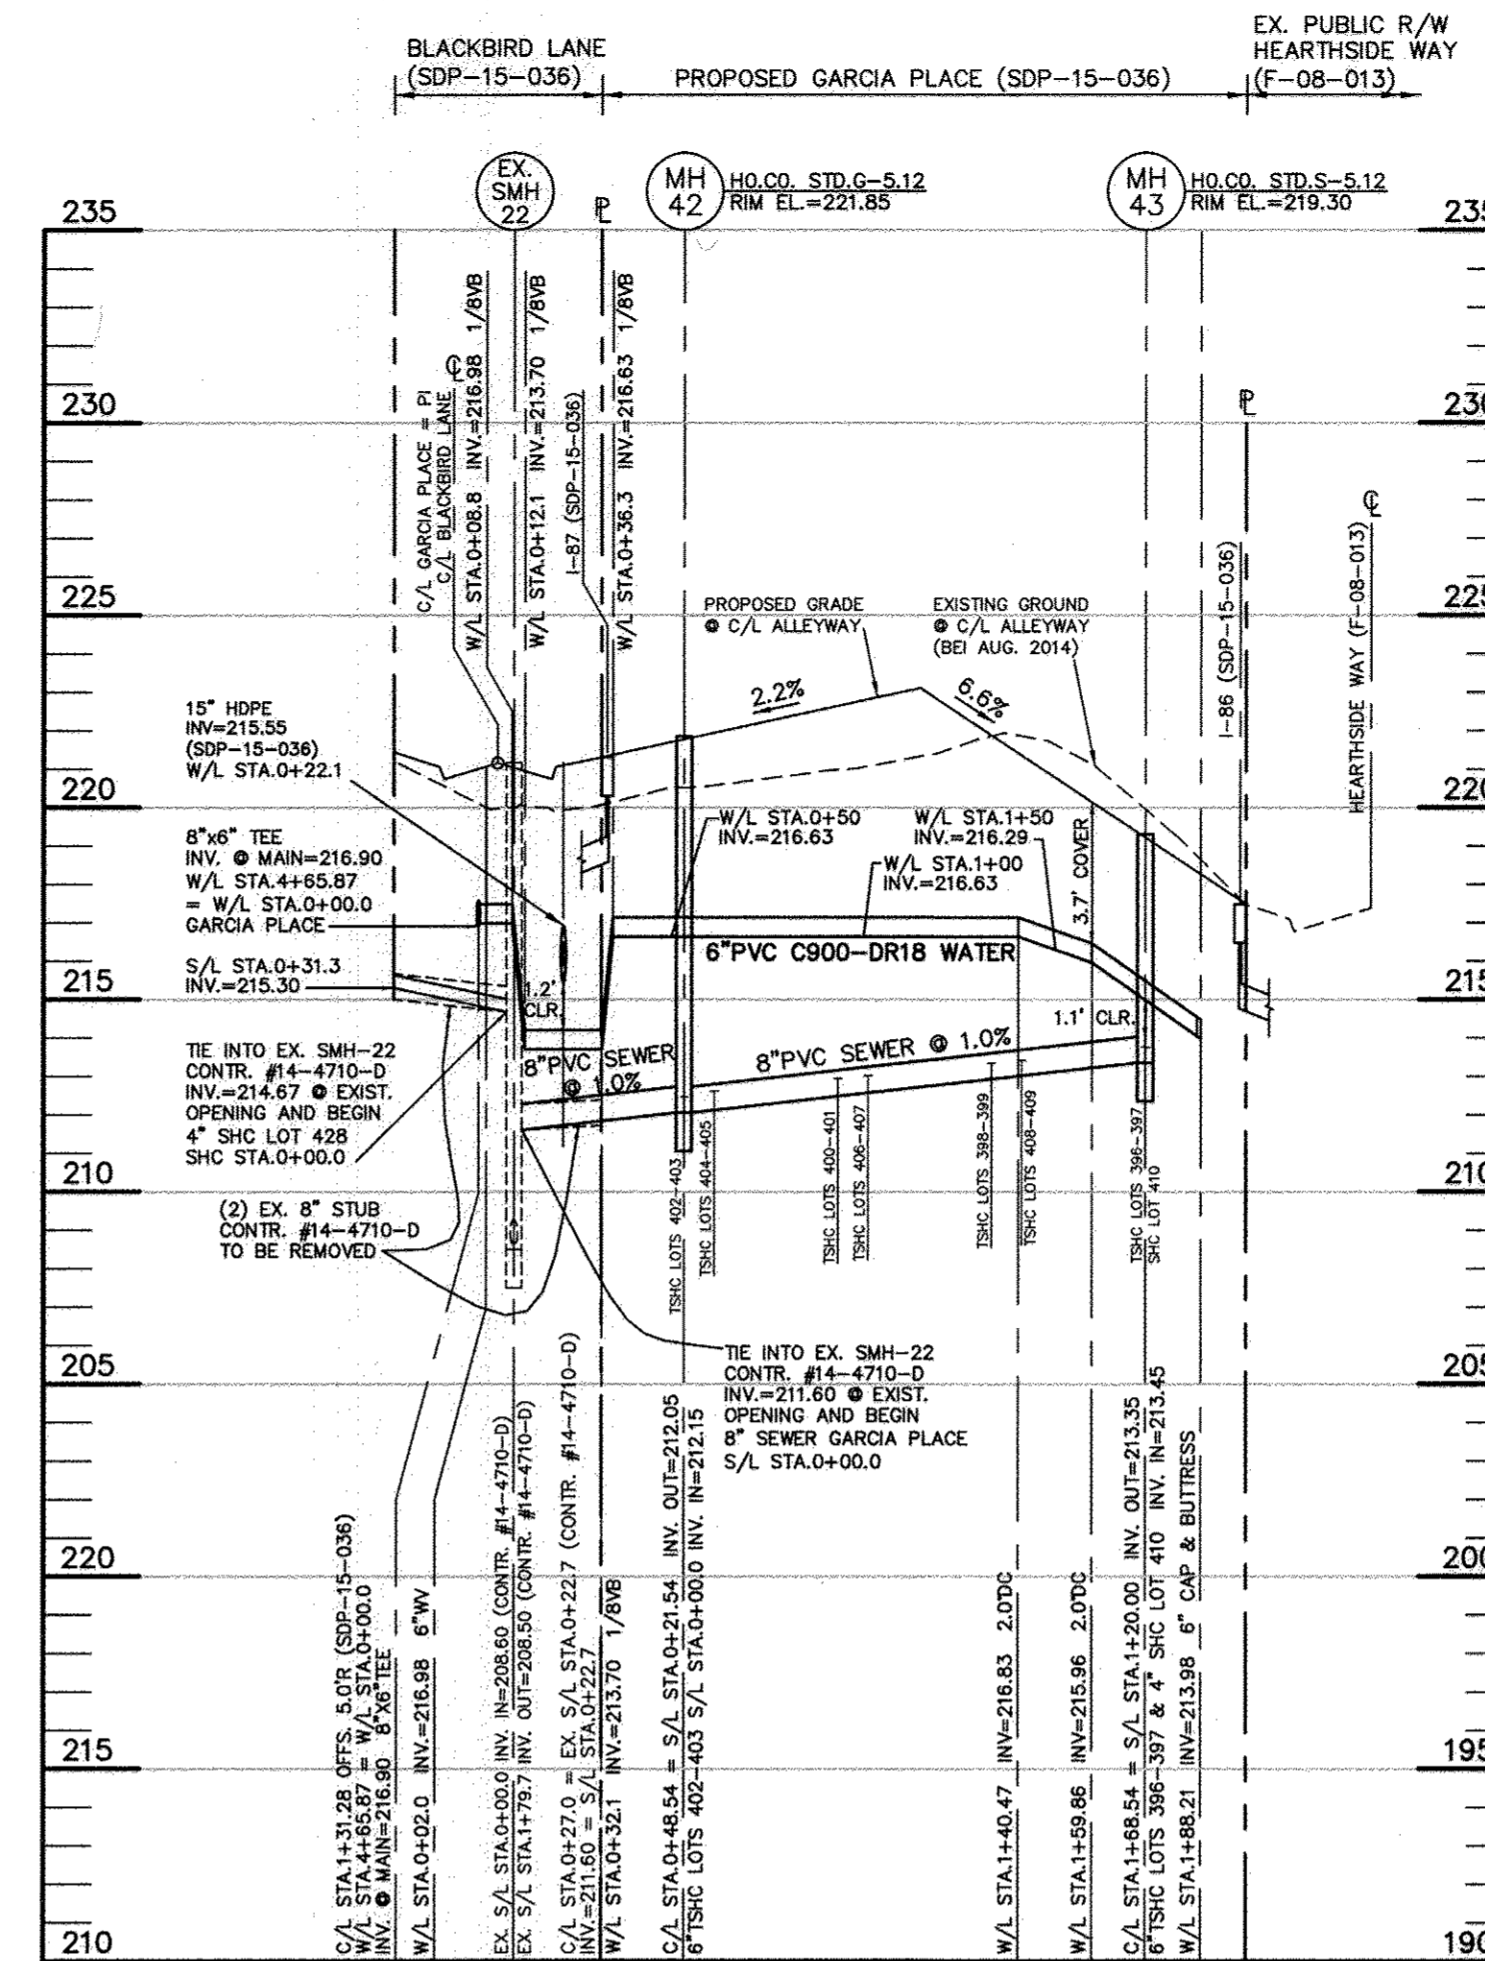 BLACKBIRD LANE
(SDP-15-036)
PROPOSED GARCIA PLACE (SDP-15-036)
EX. PUBLIC R/W
HEARTHSIDE WAY
(F-08-013)
EX.
SMH
22
MH
42
HO.CO. STD.G-5.12
RIM EL.=221.85
MH
43
HO.CO. STD.S-5.12
RIM EL.=219.30
235
230
225
220
215
210
205
220
215
210
C/L GARCIA PLACE = PI
C/L BLACKBIRD LANE
W/L STA.0+08.8 INV.=216.98 1/8VB
W/L STA.0+12.1 INV.=213.70 1/8VB
I-87 (SDP-15-036)
W/L STA.0+36.3 INV.=216.63 1/8VB
PROPOSED GRADE
@ C/L ALLEYWAY
EXISTING GROUND
@ C/L ALLEYWAY
(BEI AUG. 2014)
2.2%
6.6%
I-86 (SDP-15-036)
HEARTHSIDE WAY (F-08-013)
15" HDPE
INV=215.55
(SDP-15-036)
W/L STA.0+22.1
8"x6" TEE
INV. @ MAIN=216.90
W/L STA.4+65.87
= W/L STA.0+00.0
GARCIA PLACE
S/L STA.0+31.3
INV.=215.30
W/L STA.0+50
INV.=216.63
W/L STA.1+50
INV.=216.29
W/L STA.1+00
INV.=216.63
3.7' COVER
6"PVC C900-DR18 WATER
1.2'
CLR.
1.1' CLR.
8"PVC SEWER
@ 1.0%
8"PVC SEWER @ 1.0%
TIE INTO EX. SMH-22
CONTR. #14-4710-D
INV.=214.67 @ EXIST.
OPENING AND BEGIN
4" SHC LOT 428
SHC STA.0+00.0
(2) EX. 8" STUB
CONTR. #14-4710-D
TO BE REMOVED
TSHC LOTS 402-403
TSHC LOTS 404-405
TSHC LOTS 400-401
TSHC LOTS 406-407
TSHC LOTS 398-399
TSHC LOTS 408-409
TSHC LOTS 396-397
SHC LOT 410
TIE INTO EX. SMH-22
CONTR. #14-4710-D
INV.=211.60 @ EXIST.
OPENING AND BEGIN
8" SEWER GARCIA PLACE
S/L STA.0+00.0
C/L STA.1+31.28 OFFS. 5.0'R (SDP-15-036)
W/L STA.4+65.87 = W/L STA.0+00.0
INV. @ MAIN=216.90 8"X6"TEE
W/L STA.0+02.0 INV=216.98 6"WV
EX. S/L STA.0+00.0 INV. IN=208.60 (CONTR. #14-4710-D)
EX. S/L STA.1+79.7 INV. OUT=208.50 (CONTR. #14-4710-D)
C/L STA.0+27.0 = EX. S/L STA.0+22.7 (CONTR. #14-4710-D)
INV.=211.60 = S/L STA.0+22.7
W/L STA.0+32.1 INV.=213.70 1/8VB
C/L STA.0+48.54 = S/L STA.0+21.54 INV. OUT=212.05
6"TSHC LOTS 402-403 S/L STA.0+00.0 INV. IN=212.15
W/L STA.1+40.47 INV=216.83 2.0'DC
W/L STA.1+59.86 INV=215.96 2.0'DC
C/L STA.1+68.54 = S/L STA.1+20.00 INV. OUT=213.35
6"TSHC LOTS 396-397 & 4" SHC LOT 410 INV. IN=213.45
W/L STA.1+88.21 INV=213.98 6" CAP & BUTTRESS
235
230
225
220
215
210
205
200
195
190